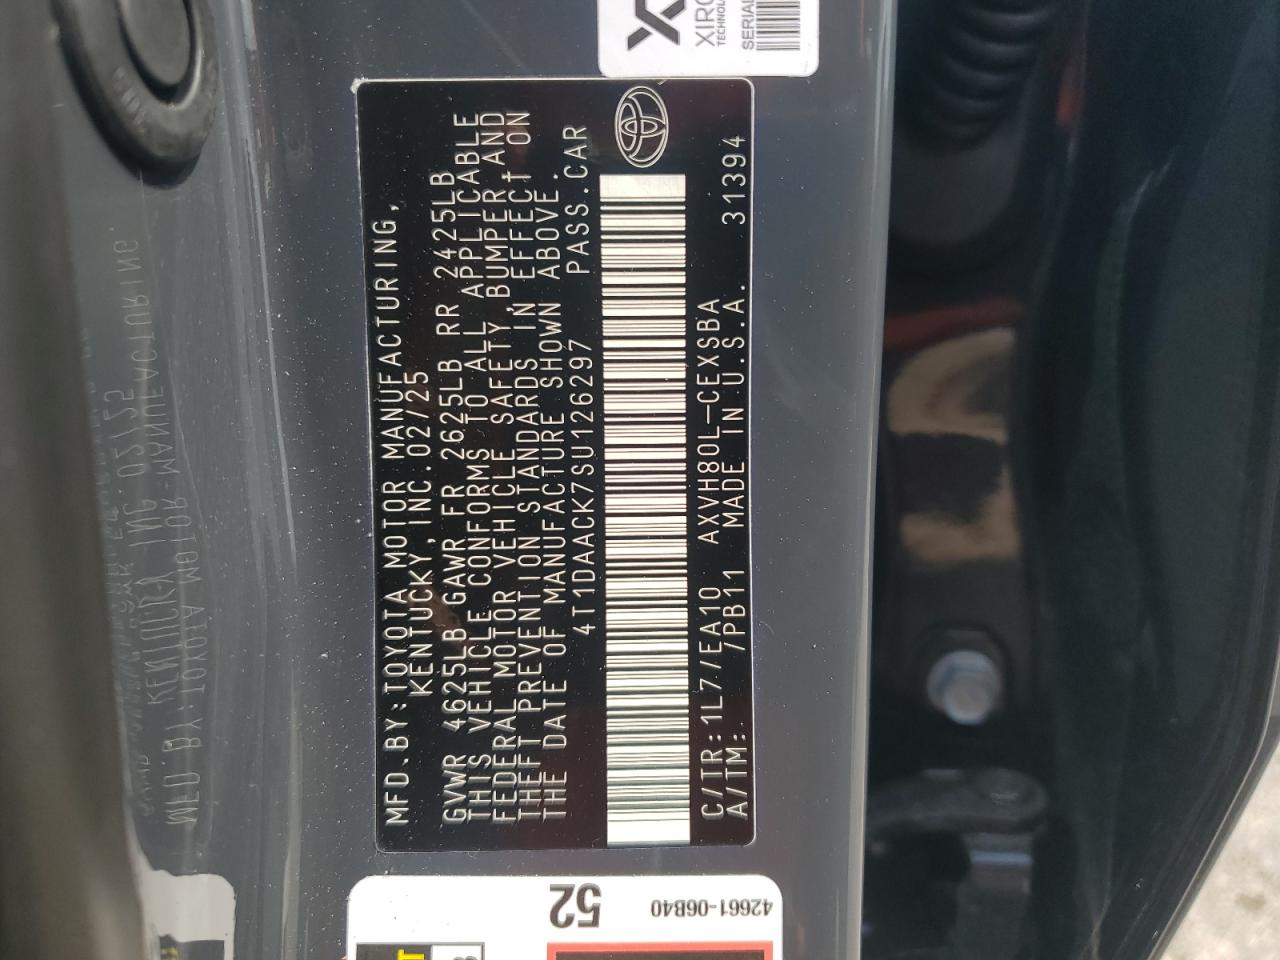 MFD.BY:TOYOTA MOTOR MANUFACTURING,
KENTUCKY,INC.02/25
GVWR 4625LB GAWR FR 2625LB RR 2425LB
THIS VEHICLE CONFORMS TO ALL APPLICABLE
FEDERAL MOTOR VEHICLE SAFETY,BUMPER AND
THEFT PREVENTION STANDARDS IN EFFECT ON
THE DATE OF MANUFACTURE SHOWN ABOVE.
4T1DAACK7SU126297 PASS.CAR
C/TR:1L7/EA10 AXVH80L-CEXSBA
A/TM:- /PB11 MADE IN U.S.A. 31394
SERIAL
52
42661-06B40